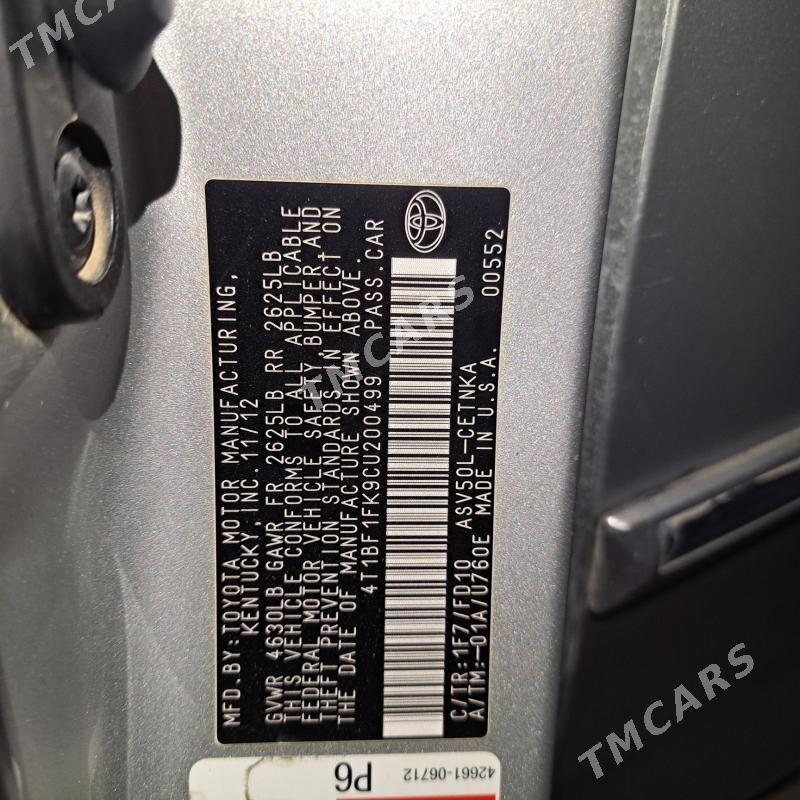 MFD.BY:TOYOTA MOTOR MANUFACTURING,
KENTUCKY,INC. 11/12
GVWR 4630LB GAWR FR 2625LB RR 2625LB
THIS VEHICLE CONFORMS TO ALL APPLICABLE
FEDERAL MOTOR VEHICLE SAFETY, BUMPER,AND
THEFT PREVENTION STANDARDS IN EFFECT ON
THE DATE OF MANUFACTURE SHOWN ABOVE.
4T1BF1FK9CU200499 PASS.CAR
C/TR:1F7/FD10 ASV50L-CETNKA 00552
A/TM:-01A/U760E MADE IN U.S.A.
P6
42661-06712
TMCARS
TMCARS
TMCARS